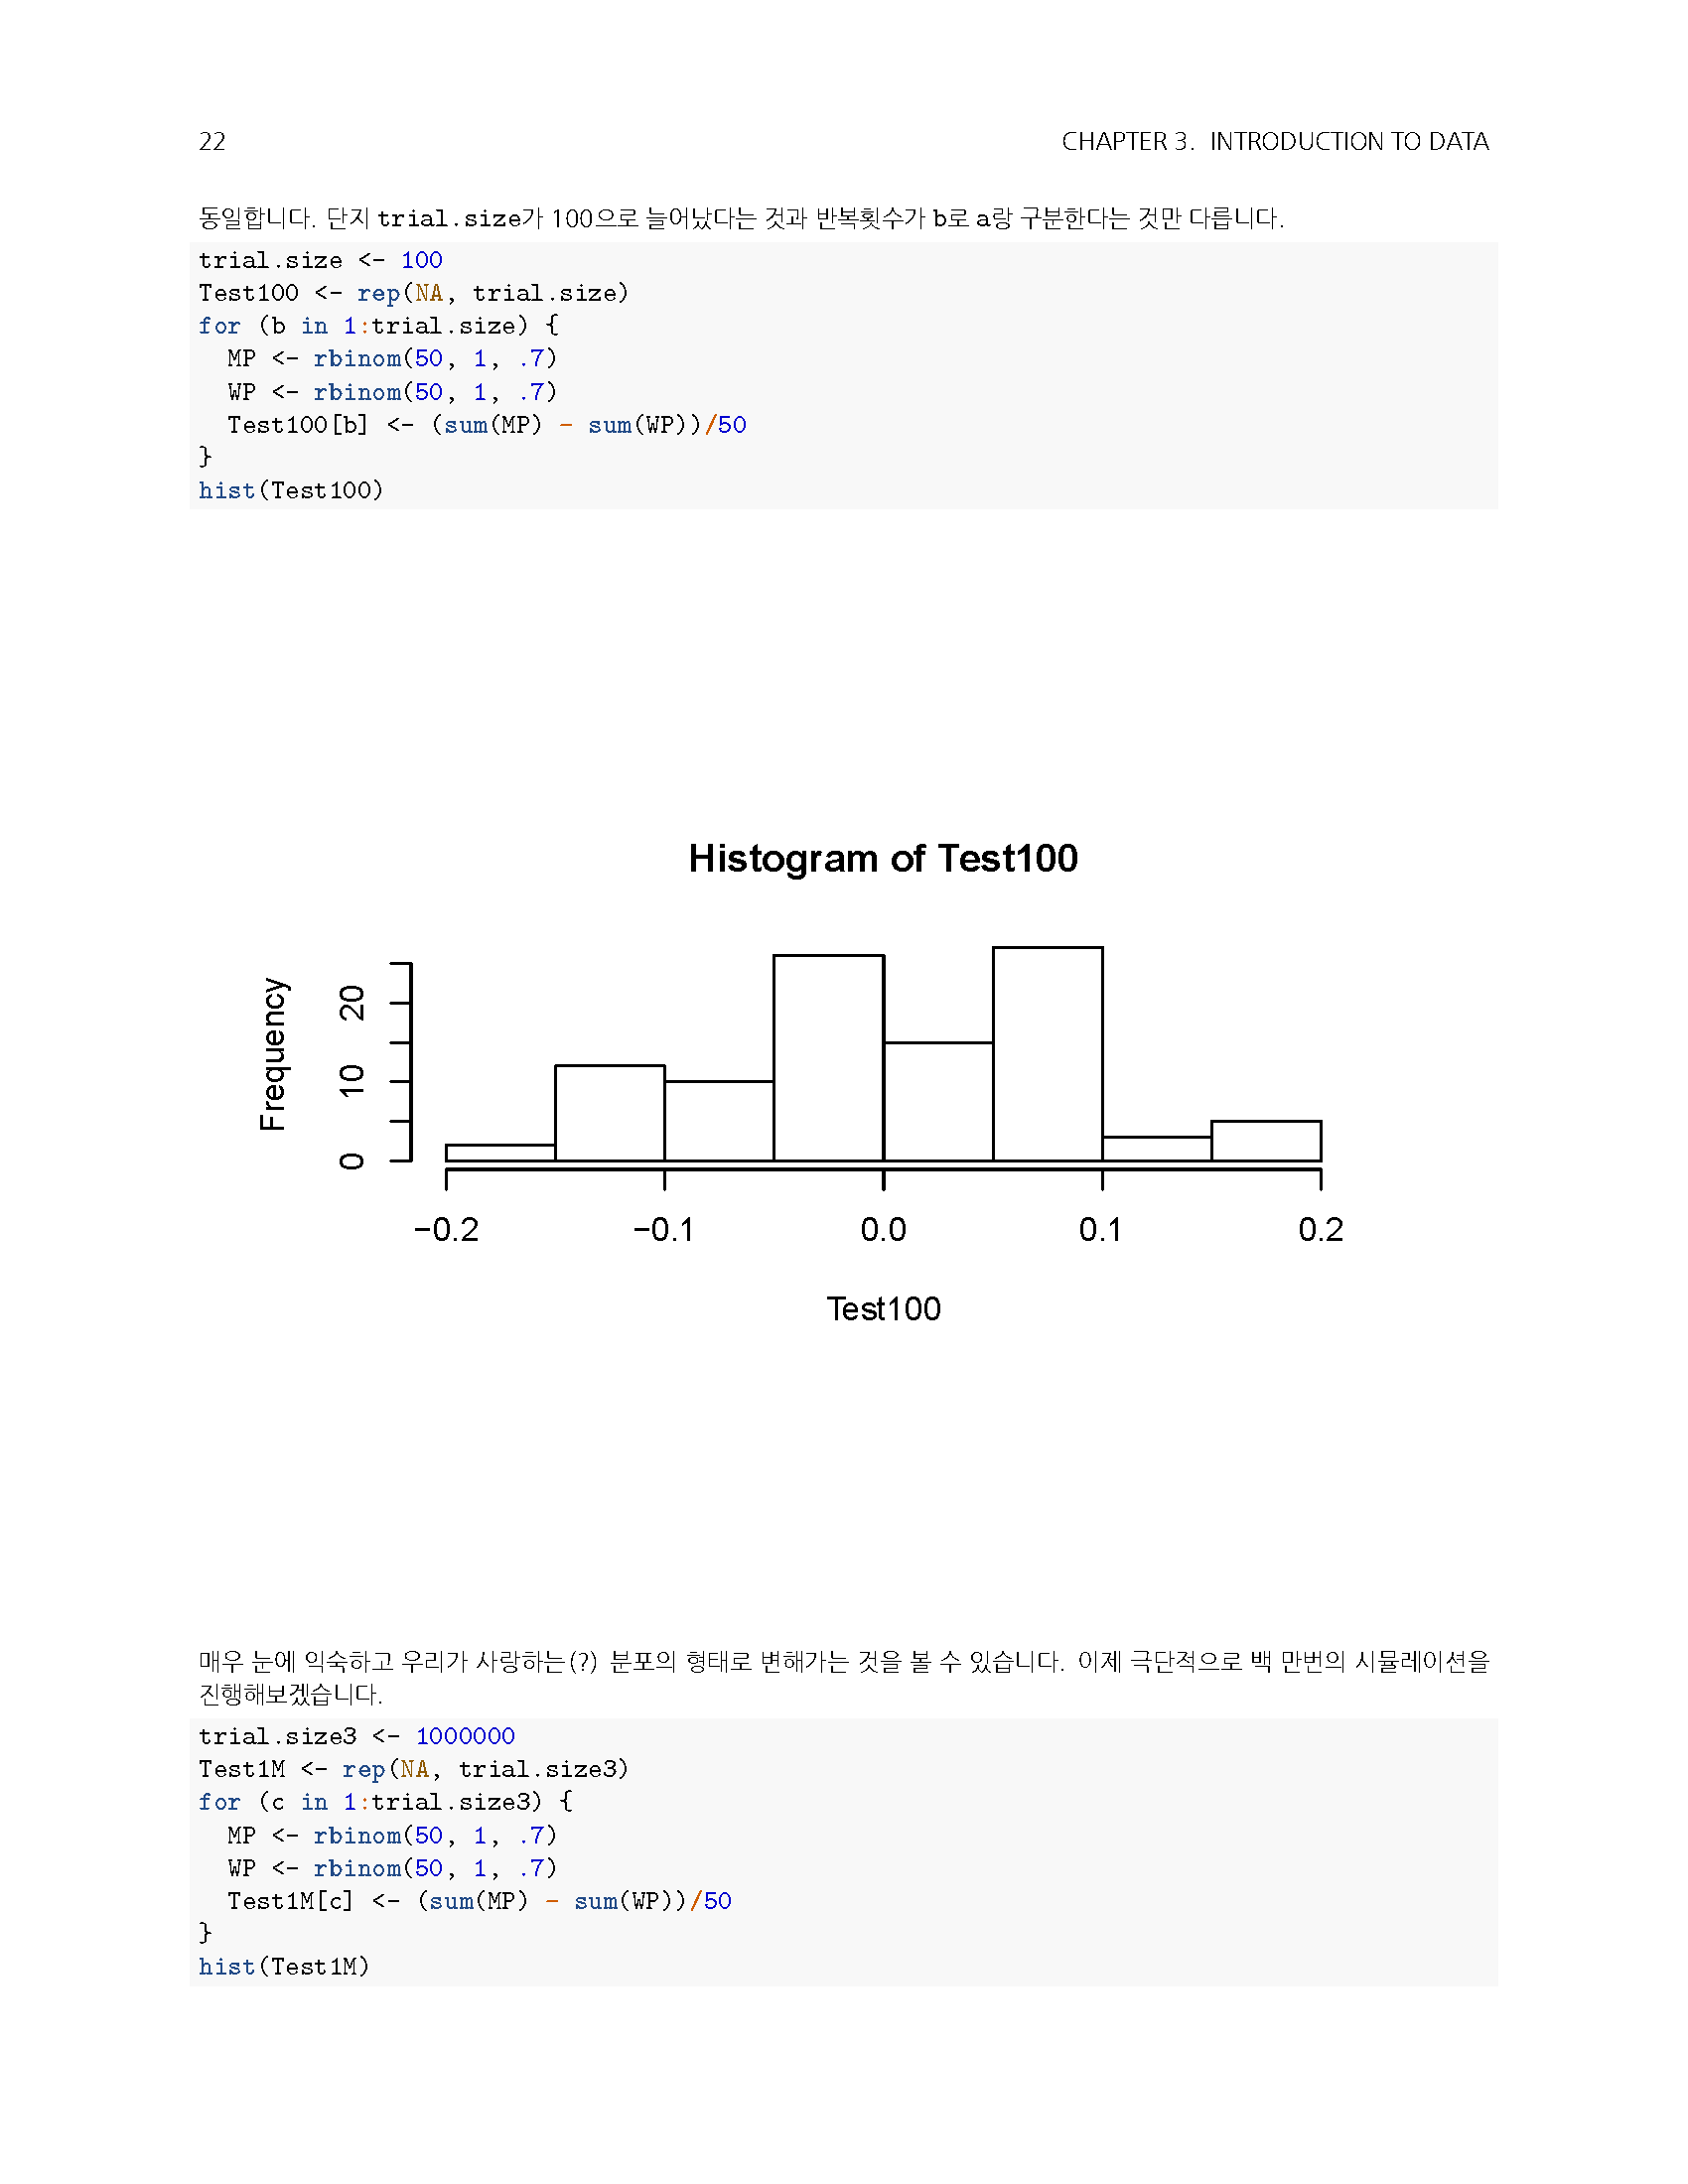 22
CHAPTER 3. INTRODUCTION TO DATA
동일합니다. 단지 trial.size가 100으로 늘어났다는 것과 반복횟수가 b로 a랑 구분한다는 것만 다릅니다.
trial.size <- 100
Test100 <- rep(NA, trial.size)
for (b in 1:trial.size) {
  MP <- rbinom(50, 1, .7)
  WP <- rbinom(50, 1, .7)
  Test100[b] <- (sum(MP) - sum(WP))/50
}
hist(Test100)
Histogram of Test100
Frequency
20
10
0
−0.2 −0.1 0.0 0.1 0.2
Test100
매우 눈에 익숙하고 우리가 사랑하는(?) 분포의 형태로 변해가는 것을 볼 수 있습니다. 이제 극단적으로 백 만번의 시뮬레이션을
진행해보겠습니다.
trial.size3 <- 1000000
Test1M <- rep(NA, trial.size3)
for (c in 1:trial.size3) {
  MP <- rbinom(50, 1, .7)
  WP <- rbinom(50, 1, .7)
  Test1M[c] <- (sum(MP) - sum(WP))/50
}
hist(Test1M)